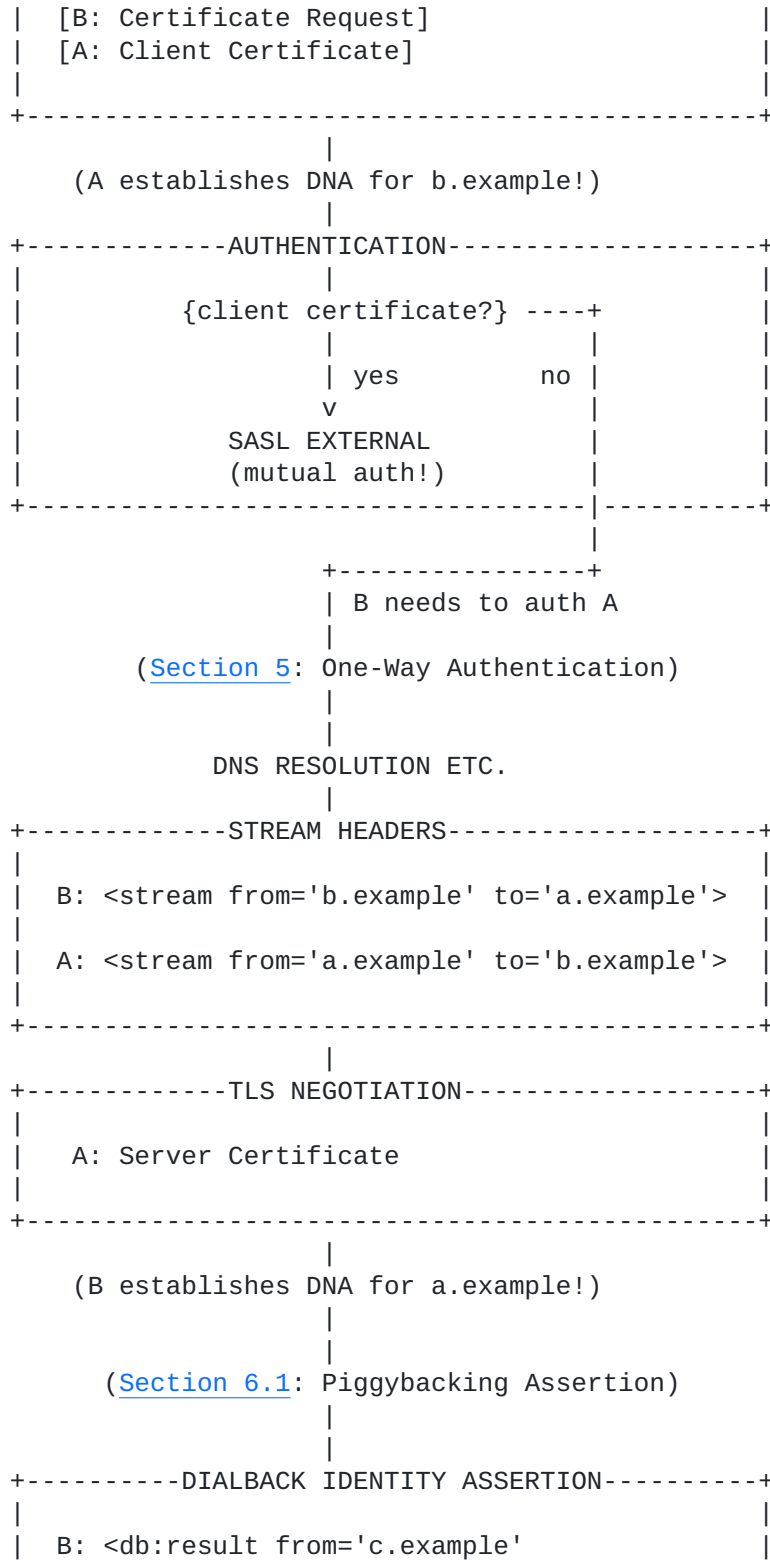 |  [B: Certificate Request]                     |
|  [A: Client Certificate]                      |
|                                               |
+-----------------------------------------------+
                    |
    (A establishes DNA for b.example!)
                    |
+-------------AUTHENTICATION--------------------+
|                   |                           |
|          {client certificate?} ----+          |
|                   |                |          |
|                   | yes         no |          |
|                   v                |          |
|             SASL EXTERNAL          |          |
|             (mutual auth!)         |          |
+------------------------------------|----------+
                                     |
                    +----------------+
                    | B needs to auth A
                    |
        (Section 5: One-Way Authentication)
                    |
                    |
             DNS RESOLUTION ETC.
                    |
+-------------STREAM HEADERS--------------------+
|                                               |
|  B: <stream from='b.example' to='a.example'>  |
|                                               |
|  A: <stream from='a.example' to='b.example'>  |
|                                               |
+-----------------------------------------------+
                    |
+-------------TLS NEGOTIATION-------------------+
|                                               |
|   A: Server Certificate                       |
|                                               |
+-----------------------------------------------+
                    |
    (B establishes DNA for a.example!)
                    |
                    |
      (Section 6.1: Piggybacking Assertion)
                    |
                    |
+----------DIALBACK IDENTITY ASSERTION----------+
|                                               |
|  B: <db:result from='c.example'               |